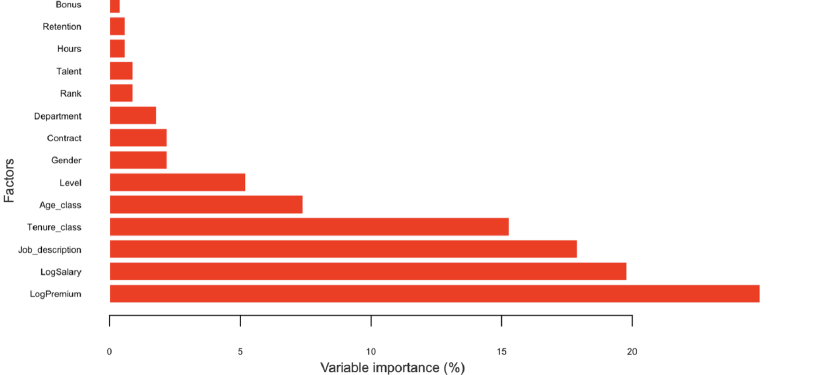 Bonus
Retention
Hours
Talent
Rank
Department
Contract
Gender
Level
Age_class
Tenure_class
Job_description
LogSalary
LogPremium
Factors
0 5 10 15 20
Variable importance (%)